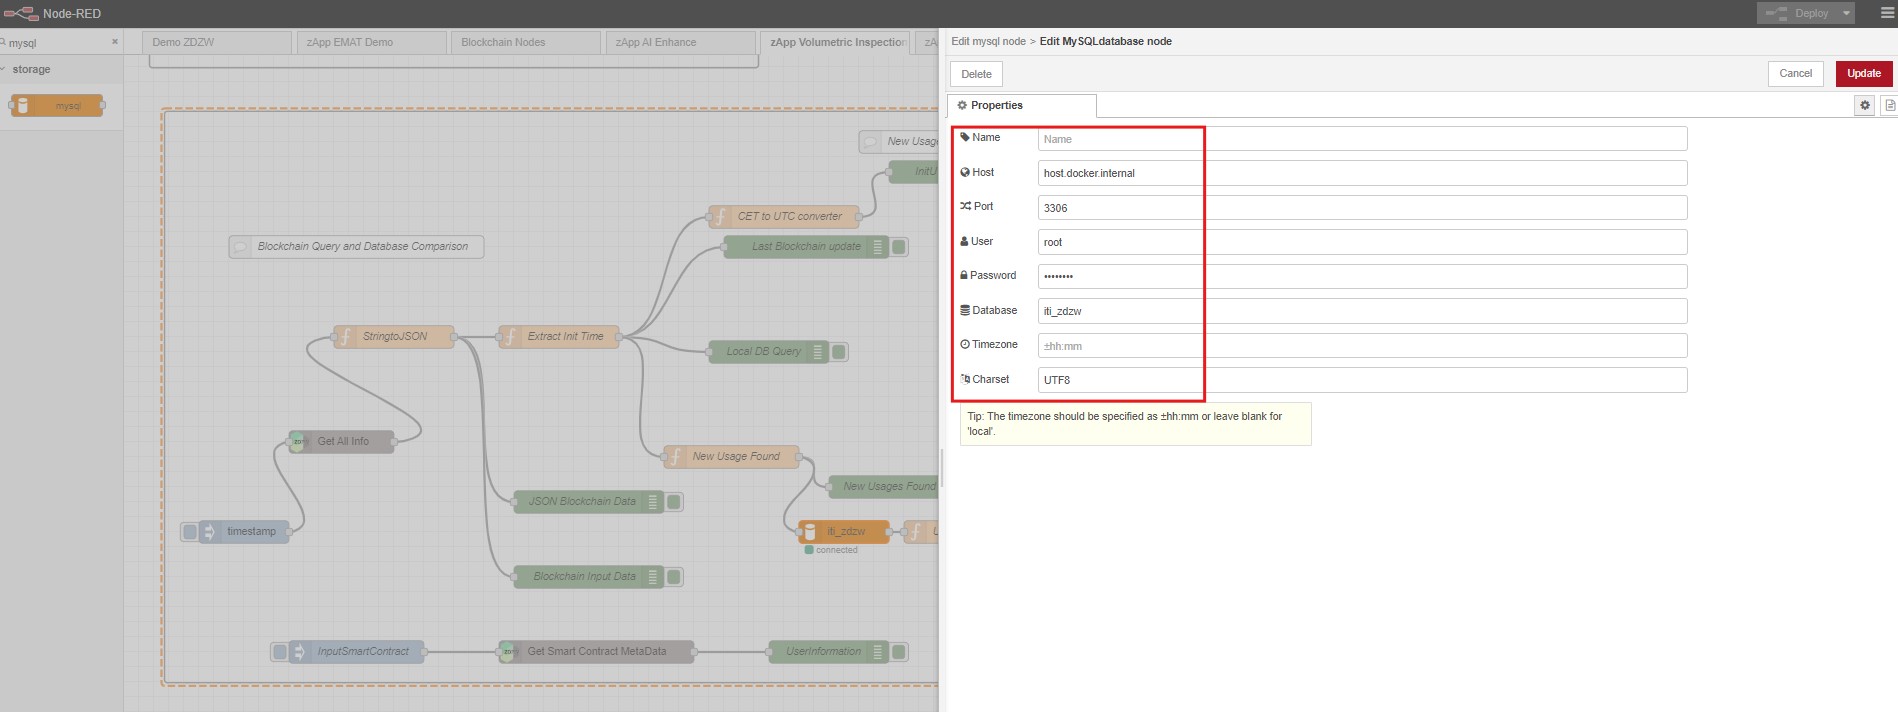 Node-RED
Deploy
mysql
storage
mysql
Demo ZDZW
zApp EMAT Demo
Blockchain Nodes
zApp AI Enhance
zApp Volumetric Inspection
zA
New Usag
InitU
CET to UTC converter
Blockchain Query and Database Comparison
Last Blockchain update
StringtoJSON
Extract Init Time
Local DB Query
Get All Info
New Usage Found
New Usages Found
JSON Blockchain Data
timestamp
iti_zdzw
U
connected
Blockchain Input Data
InputSmartContract
Get Smart Contract MetaData
UserInformation
Edit mysql node > Edit MySQLdatabase node
Delete
Cancel
Update
Properties
Name
Name
Host
host.docker.internal
Port
3306
User
root
Password
••••••••
Database
iti_zdzw
Timezone
±hh:mm
Charset
UTF8
Tip: The timezone should be specified as ±hh:mm or leave blank for
'local'.